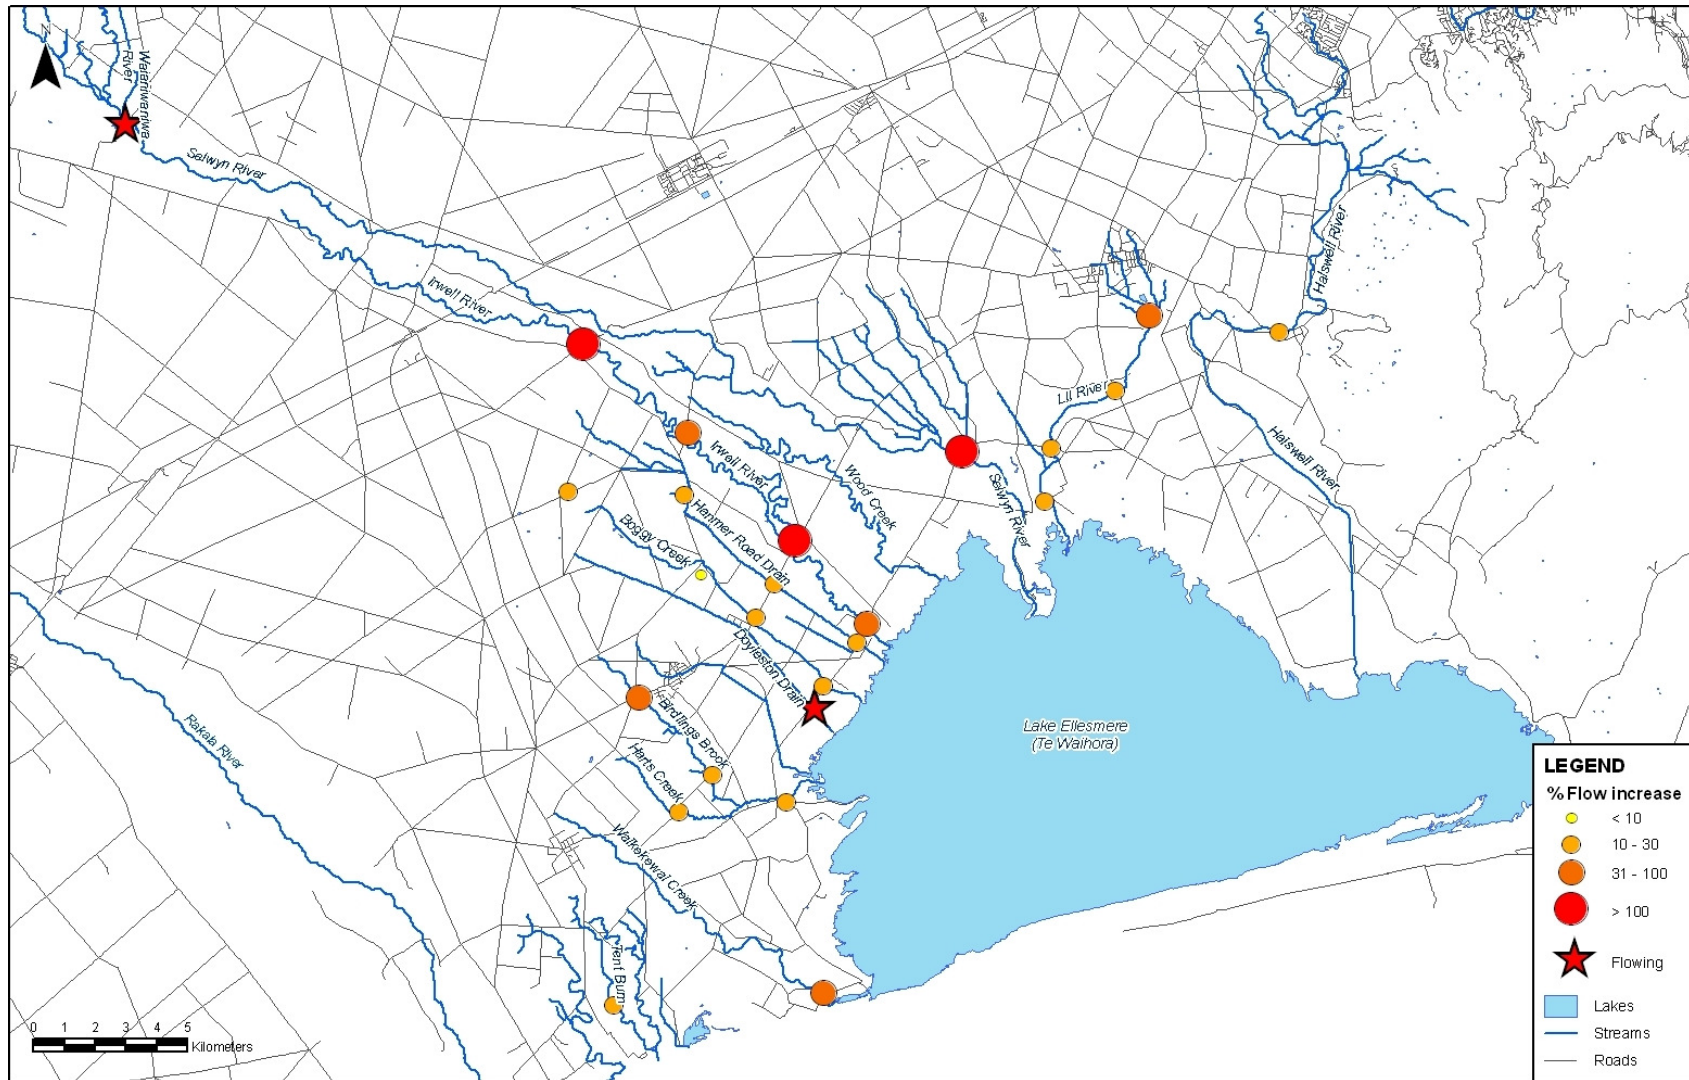 N
Waianiwaniwa
River
Selwyn River
Irwell River
Halswell River
LII River
Halswell River
Irwell River
Wood Creek
Selwyn River
Hanmer Road Drain
Boggy Creek
Doyleston Drain
Birdlings Brook
Harts Creek
Rakaia River
Lake Ellesmere
(Te Waihora)
Waikekewai Creek
Tent Burn
0 1 2 3 4 5
Kilometers
LEGEND
% Flow increase
< 10
10 - 30
31 - 100
> 100
Flowing
Lakes
Streams
Roads